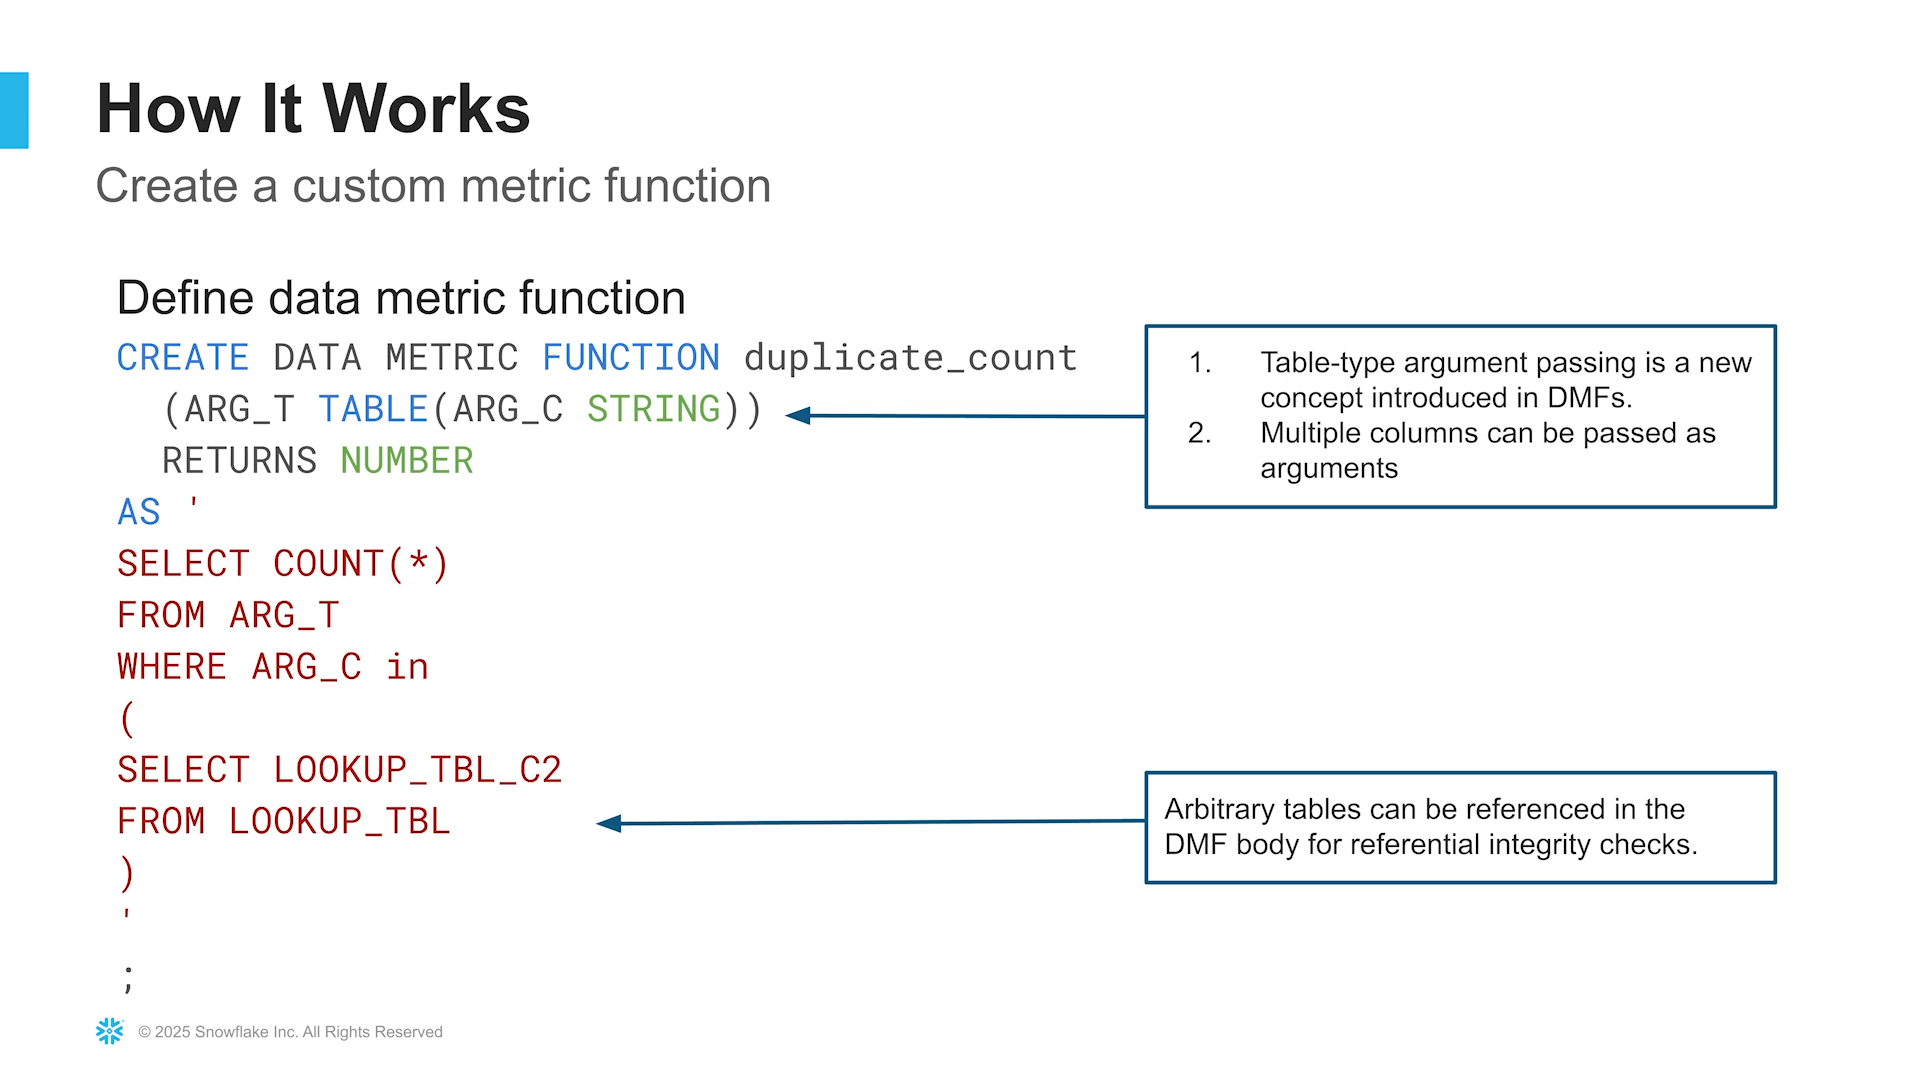 How It Works
Create a custom metric function
Define data metric function
CREATE DATA METRIC FUNCTION duplicate_count
(ARG_T TABLE(ARG_C STRING))
RETURNS NUMBER
AS '
SELECT COUNT(*)
FROM ARG_T
WHERE ARG_C in
(
SELECT LOOKUP_TBL_C2
FROM LOOKUP_TBL
)
'
;
1. Table-type argument passing is a new
concept introduced in DMFs.
2. Multiple columns can be passed as
arguments
Arbitrary tables can be referenced in the
DMF body for referential integrity checks.
© 2025 Snowflake Inc. All Rights Reserved